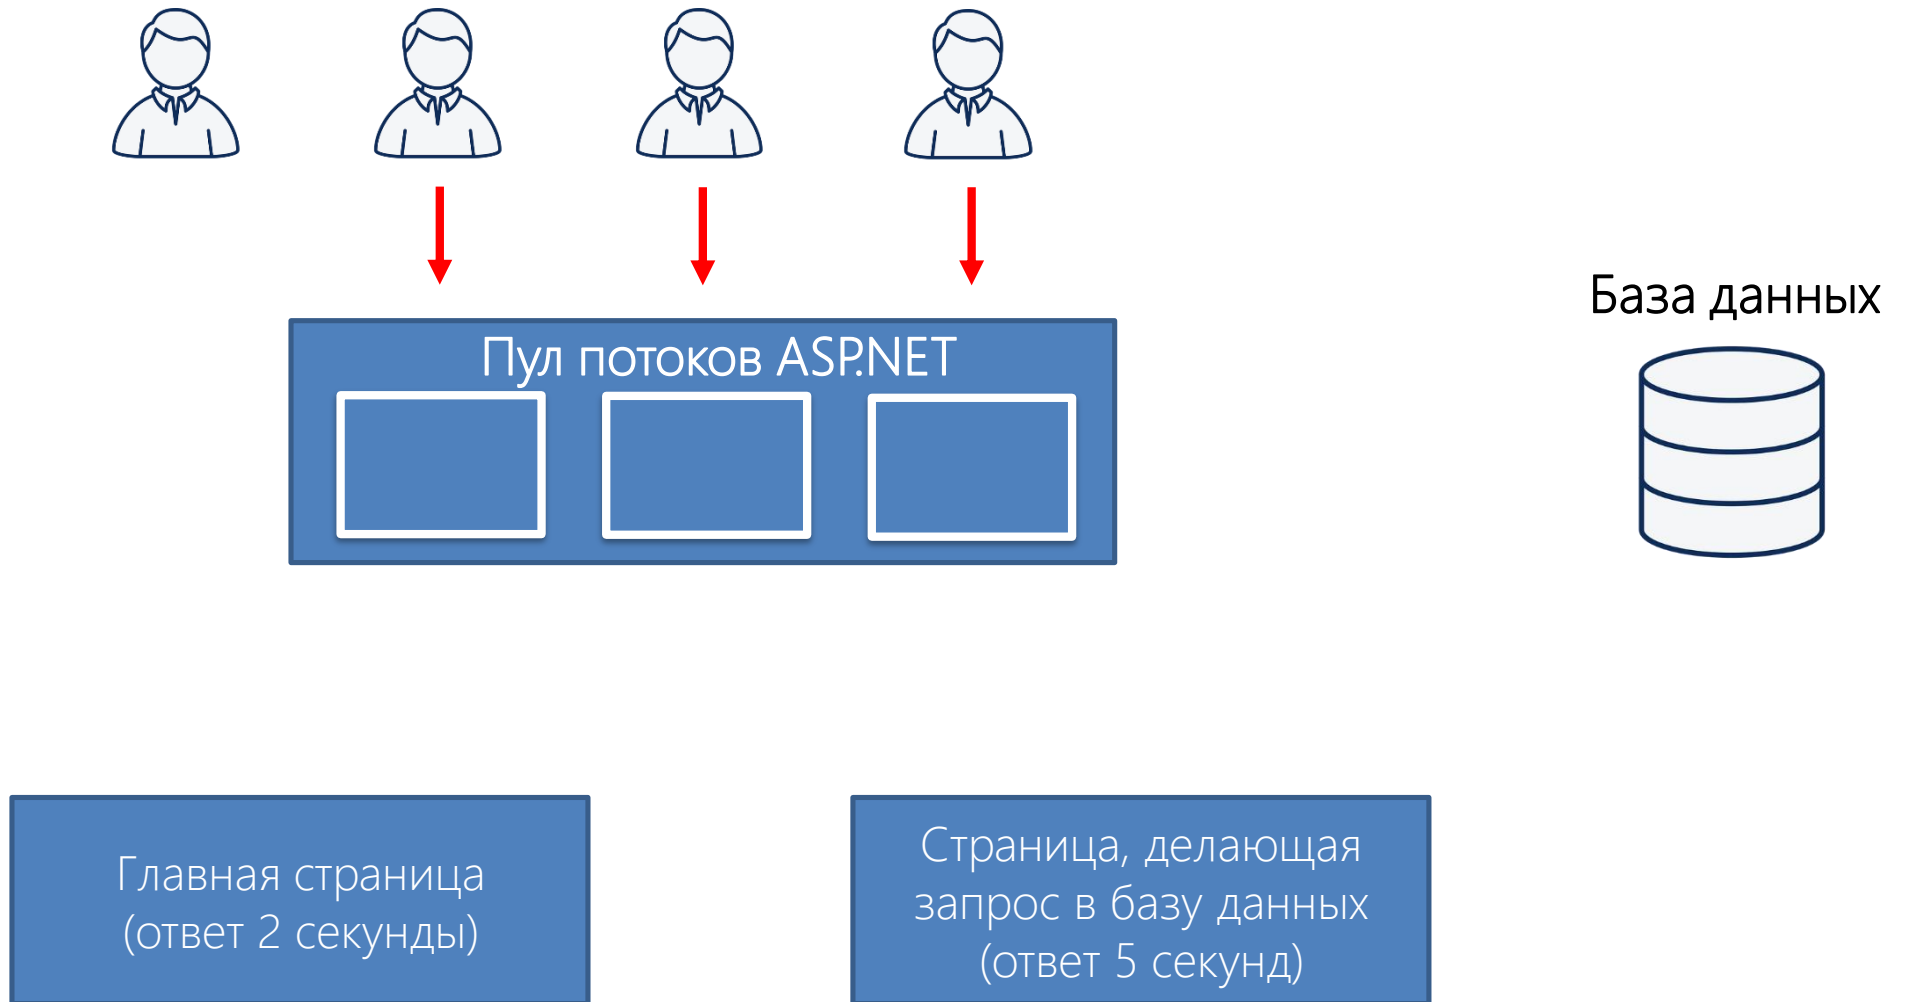 База данных
Пул потоков ASP.NET
Главная страница
(ответ 2 секунды)
Страница, делающая
запрос в базу данных
(ответ 5 секунд)